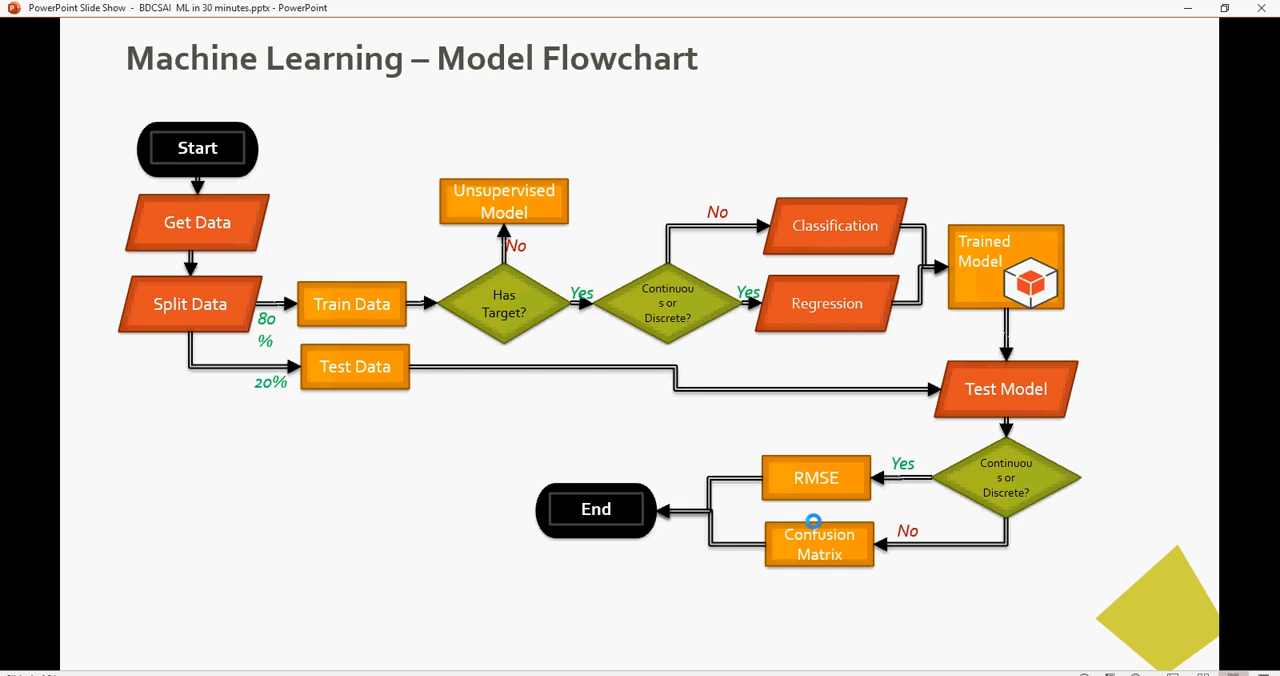 PowerPoint Slide Show - BDCSAI ML in 30 minutes.pptx - PowerPoint
Machine Learning – Model Flowchart
Start
Get Data
Split Data
80
%
20%
Train Data
Test Data
Unsupervised
Model
No
Has
Target?
Yes
Continuou
s or
Discrete?
No
Yes
Classification
Regression
Trained
Model
Test Model
Continuou
s or
Discrete?
Yes
No
RMSE
Confusion
Matrix
End